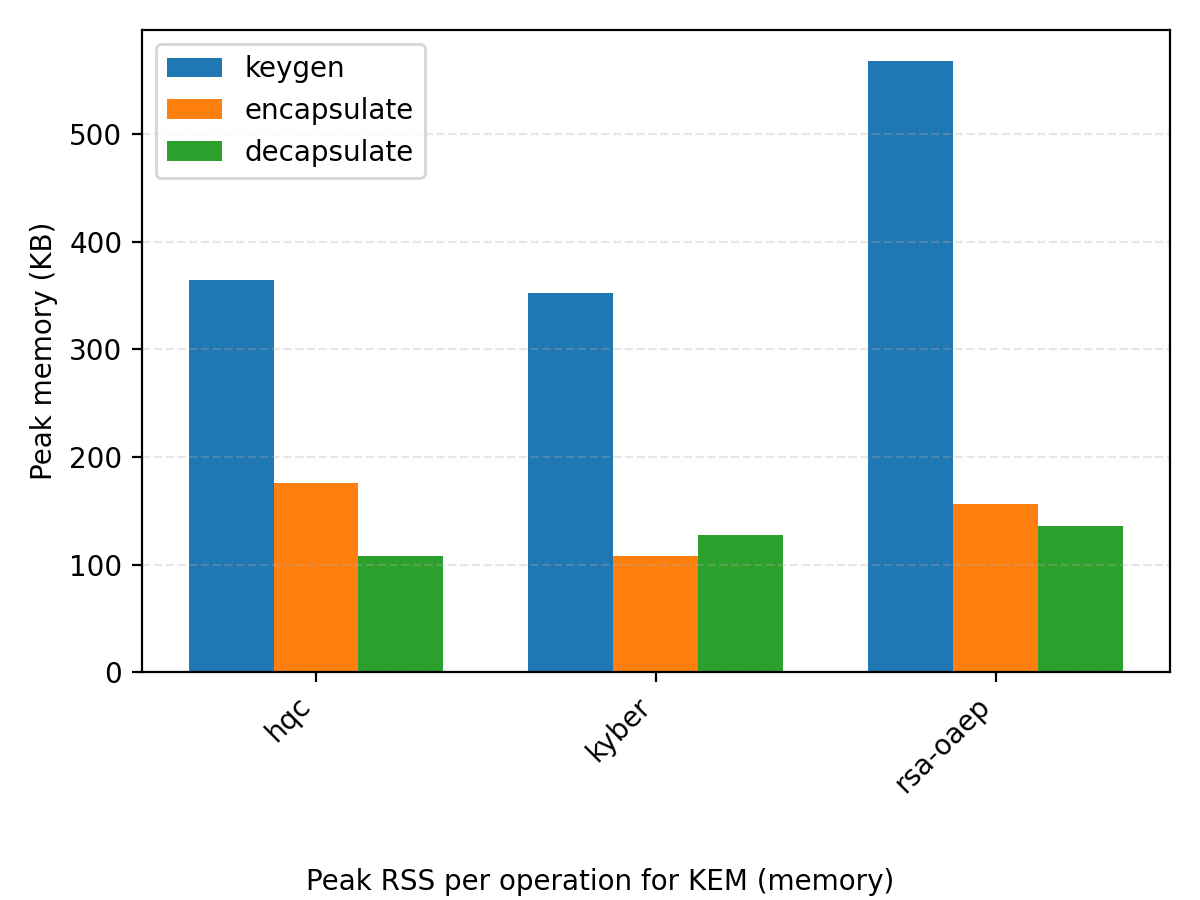 keygen
encapsulate
decapsulate
Peak memory (KB)
500
400
300
200
100
0
hqc
kyber
rsa-oaep
Peak RSS per operation for KEM (memory)